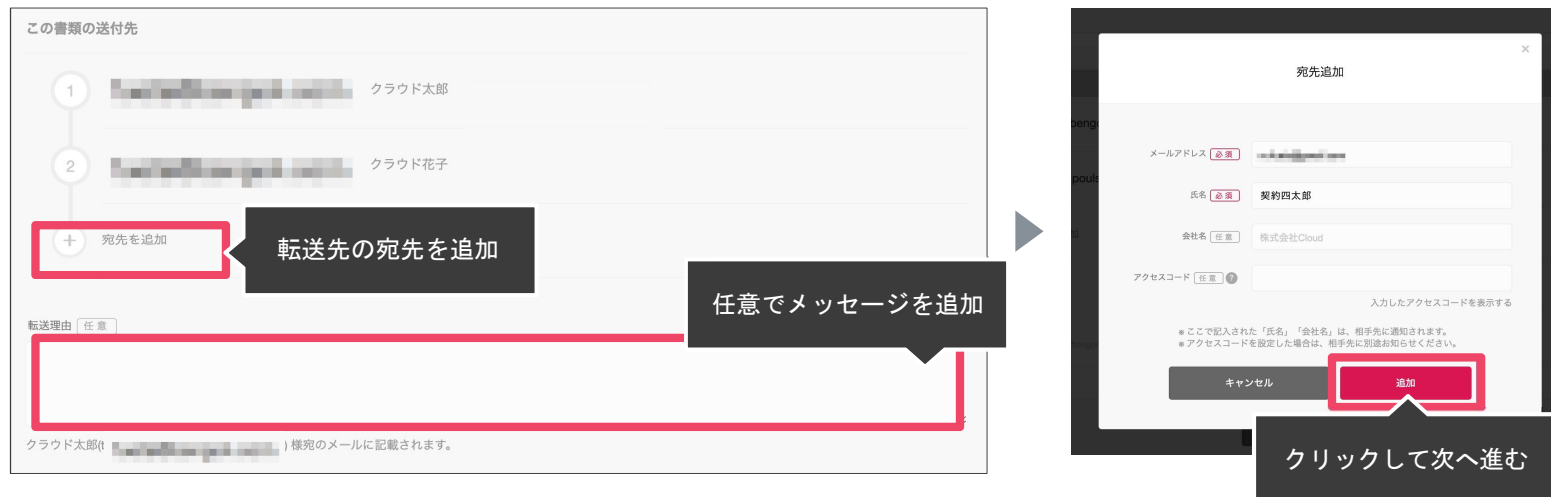 この書類の送付先
1
クラウド太郎
2
クラウド花子
+ 宛先を追加
転送先の宛先を追加
任意でメッセージを追加
転送理由 任意
クラウド太郎(t
) 様宛のメールに記載されます。
×
宛先追加
メールアドレス 必須
氏名 必須 契約四太郎
会社名 任意 株式会社Cloud
アクセスコード 任意 ?
入力したアクセスコードを表示する
※ここで記入された「氏名」「会社名」は、相手先に通知されます。
※アクセスコードを設定した場合は、相手先に別途お知らせください。
キャンセル
追加
クリックして次へ進む